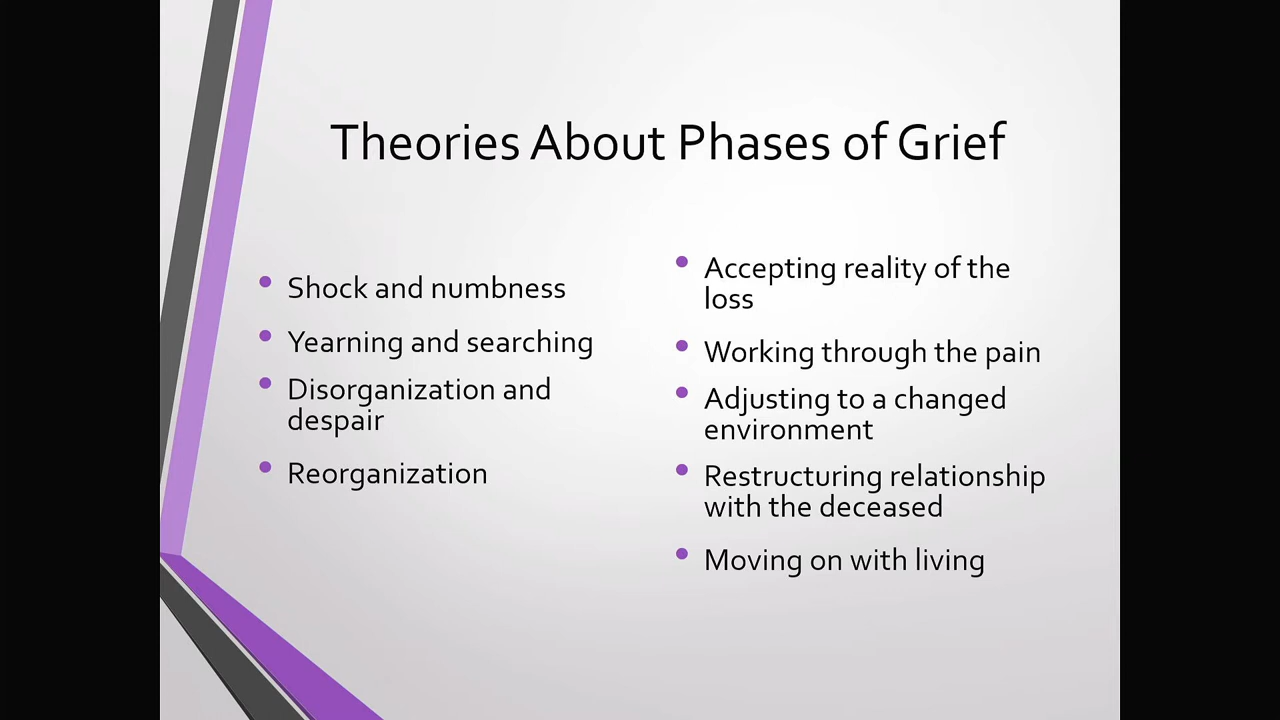 Theories About Phases of Grief
• Shock and numbness
• Yearning and searching
• Disorganization and
despair
• Reorganization
• Accepting reality of the
loss
• Working through the pain
• Adjusting to a changed
environment
• Restructuring relationship
with the deceased
• Moving on with living